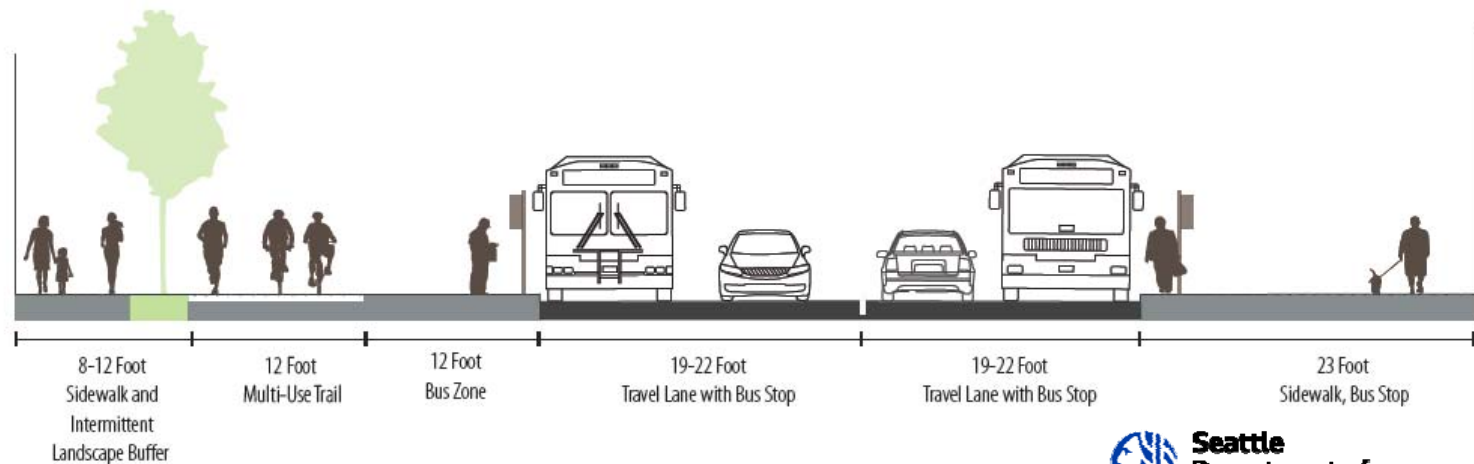 8-12 Foot
Sidewalk and
Intermittent
Landscape Buffer
12 Foot
Multi-Use Trail
12 Foot
Bus Zone
19-22 Foot
Travel Lane with Bus Stop
19-22 Foot
Travel Lane with Bus Stop
23 Foot
Sidewalk, Bus Stop
Seattle